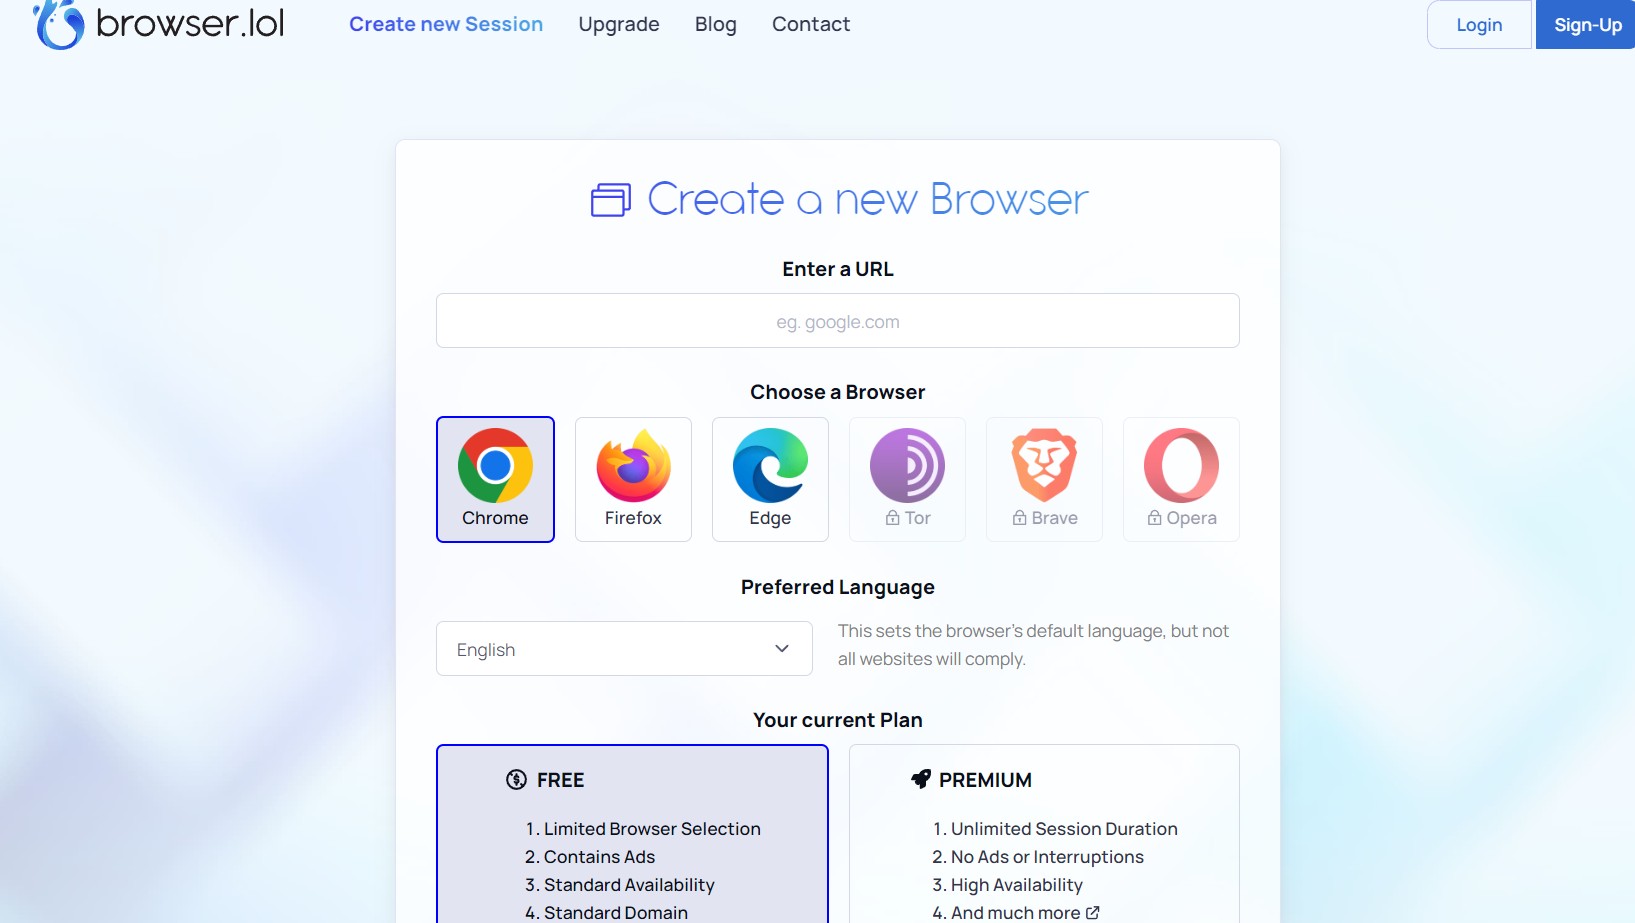 browser.lol
Create new Session
Upgrade
Blog
Contact
Login
Sign-Up
Create a new Browser
Enter a URL
eg. google.com
Choose a Browser
Chrome
Firefox
Edge
Tor
Brave
Opera
Preferred Language
English
This sets the browser's default language, but not
all websites will comply.
Your current Plan
FREE
1. Limited Browser Selection
2. Contains Ads
3. Standard Availability
4. Standard Domain
PREMIUM
1. Unlimited Session Duration
2. No Ads or Interruptions
3. High Availability
4. And much more